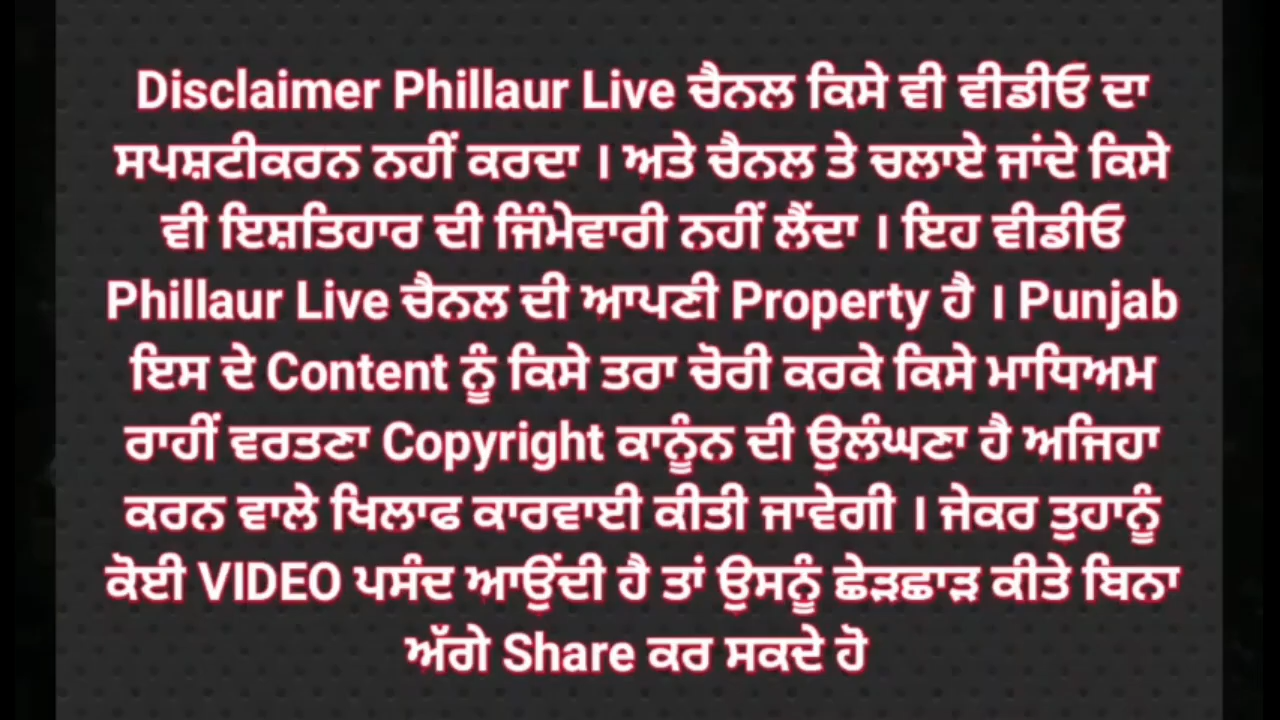 Disclaimer Phillaur Live ਚੈਨਲ ਕਿਸੇ ਵੀ ਵੀਡੀਓ ਦਾ
ਸਪਸ਼ਟੀਕਰਨ ਨਹੀਂ ਕਰਦਾ । ਅਤੇ ਚੈਨਲ ਤੇ ਚਲਾਏ ਜਾਂਦੇ ਕਿਸੇ
ਵੀ ਇਸ਼ਤਿਹਾਰ ਦੀ ਜਿੰਮੇਵਾਰੀ ਨਹੀਂ ਲੈਂਦਾ । ਇਹ ਵੀਡੀਓ
Phillaur Live ਚੈਨਲ ਦੀ ਆਪਣੀ Property ਹੈ । Punjab
ਇਸ ਦੇ Content ਨੂੰ ਕਿਸੇ ਤਰਾ ਚੋਰੀ ਕਰਕੇ ਕਿਸੇ ਮਾਧਿਅਮ
ਰਾਹੀਂ ਵਰਤਣਾ Copyright ਕਾਨੂੰਨ ਦੀ ਉਲੰਘਣਾ ਹੈ ਅਜਿਹਾ
ਕਰਨ ਵਾਲੇ ਖਿਲਾਫ ਕਾਰਵਾਈ ਕੀਤੀ ਜਾਵੇਗੀ । ਜੇਕਰ ਤੁਹਾਨੂੰ
ਕੋਈ VIDEO ਪਸੰਦ ਆਉਂਦੀ ਹੈ ਤਾਂ ਉਸਨੂੰ ਛੇੜਛਾੜ ਕੀਤੇ ਬਿਨਾ
ਅੱਗੇ Share ਕਰ ਸਕਦੇ ਹੋ